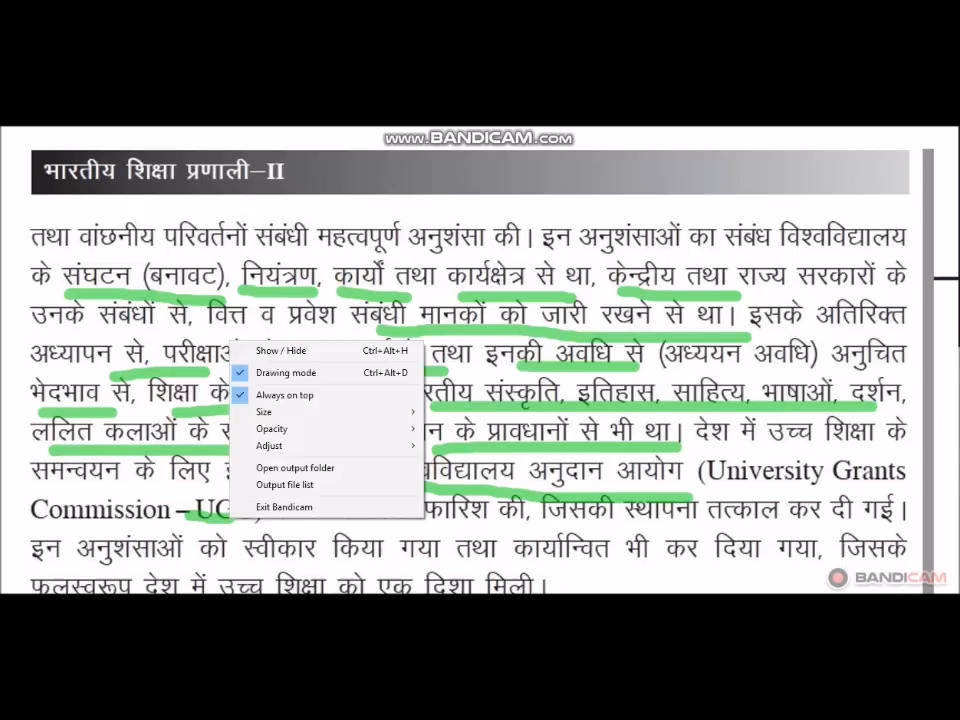 www.BANDICAM.com
भारतीय शिक्षा प्रणाली–II
तथा वांछनीय परिवर्तनों संबंधी महत्वपूर्ण अनुशंसा की। इन अनुशंसाओं का संबंध विश्वविद्यालय
के संघटन (बनावट), नियंत्रण, कार्यों तथा कार्यक्षेत्र से था, केन्द्रीय तथा राज्य सरकारों के
उनके संबंधों से, वित्त व प्रवेश संबंधी मानकों को जारी रखने से था। इसके अतिरिक्त
अध्यापन से, तथा इनकी अवधि से (अध्ययन अवधि) अनुचित
भेदभाव से, शिक्षा के संस्कृति, इतिहास, साहित्य, भाषाओं, दर्शन,
ललित कलाओं के के प्रावधानों से भी था। देश में उच्च शिक्षा के
समन्वयन के लिए अनुदान आयोग (University Grants
Commission – की, जिसकी स्थापना तत्काल कर दी गई।
इन अनुशंसाओं को स्वीकार किया गया तथा कार्यान्वित भी कर दिया गया, जिसके
फलस्वरूप देश में उच्च शिक्षा को एक दिशा मिली।
Show / Hide Ctrl+Alt+H
Drawing mode Ctrl+Alt+D
Always on top
Size
Opacity
Adjust
Open output folder
Output file list
Exit Bandicam
BANDICAM